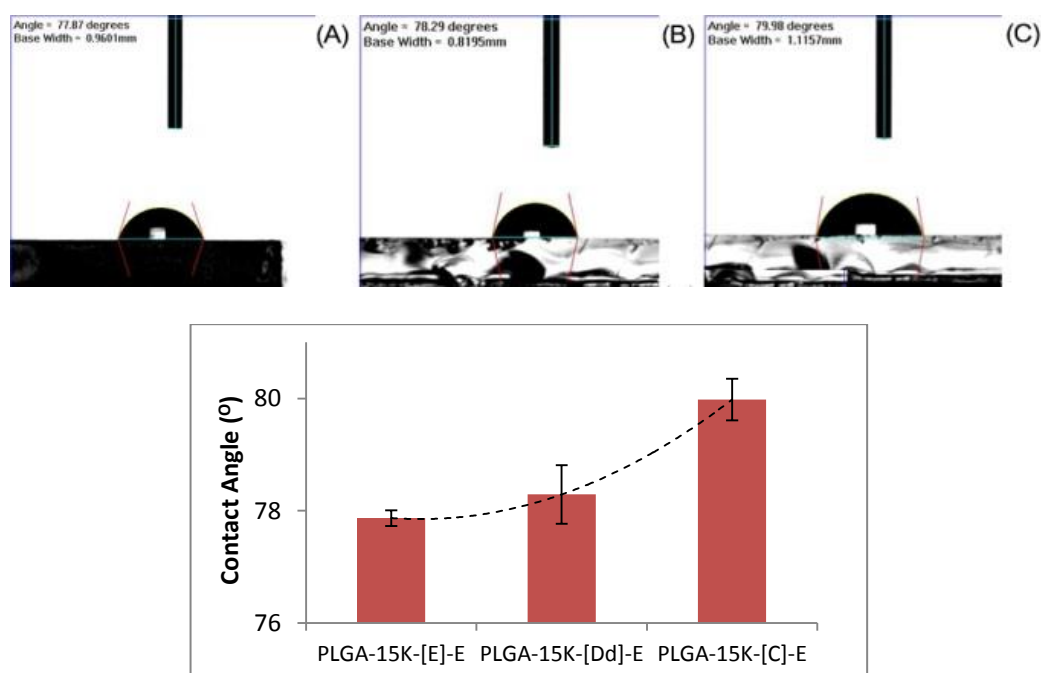 Angle = 77.87 degrees
Base Width = 0.9601mm
(A)
Angle = 78.29 degrees
Base Width = 0.8195mm
(B)
Angle = 79.98 degrees
Base Width = 1.1157mm
(C)
Contact Angle (⁰)
80
78
76
PLGA-15K-[E]-E PLGA-15K-[Dd]-E PLGA-15K-[C]-E